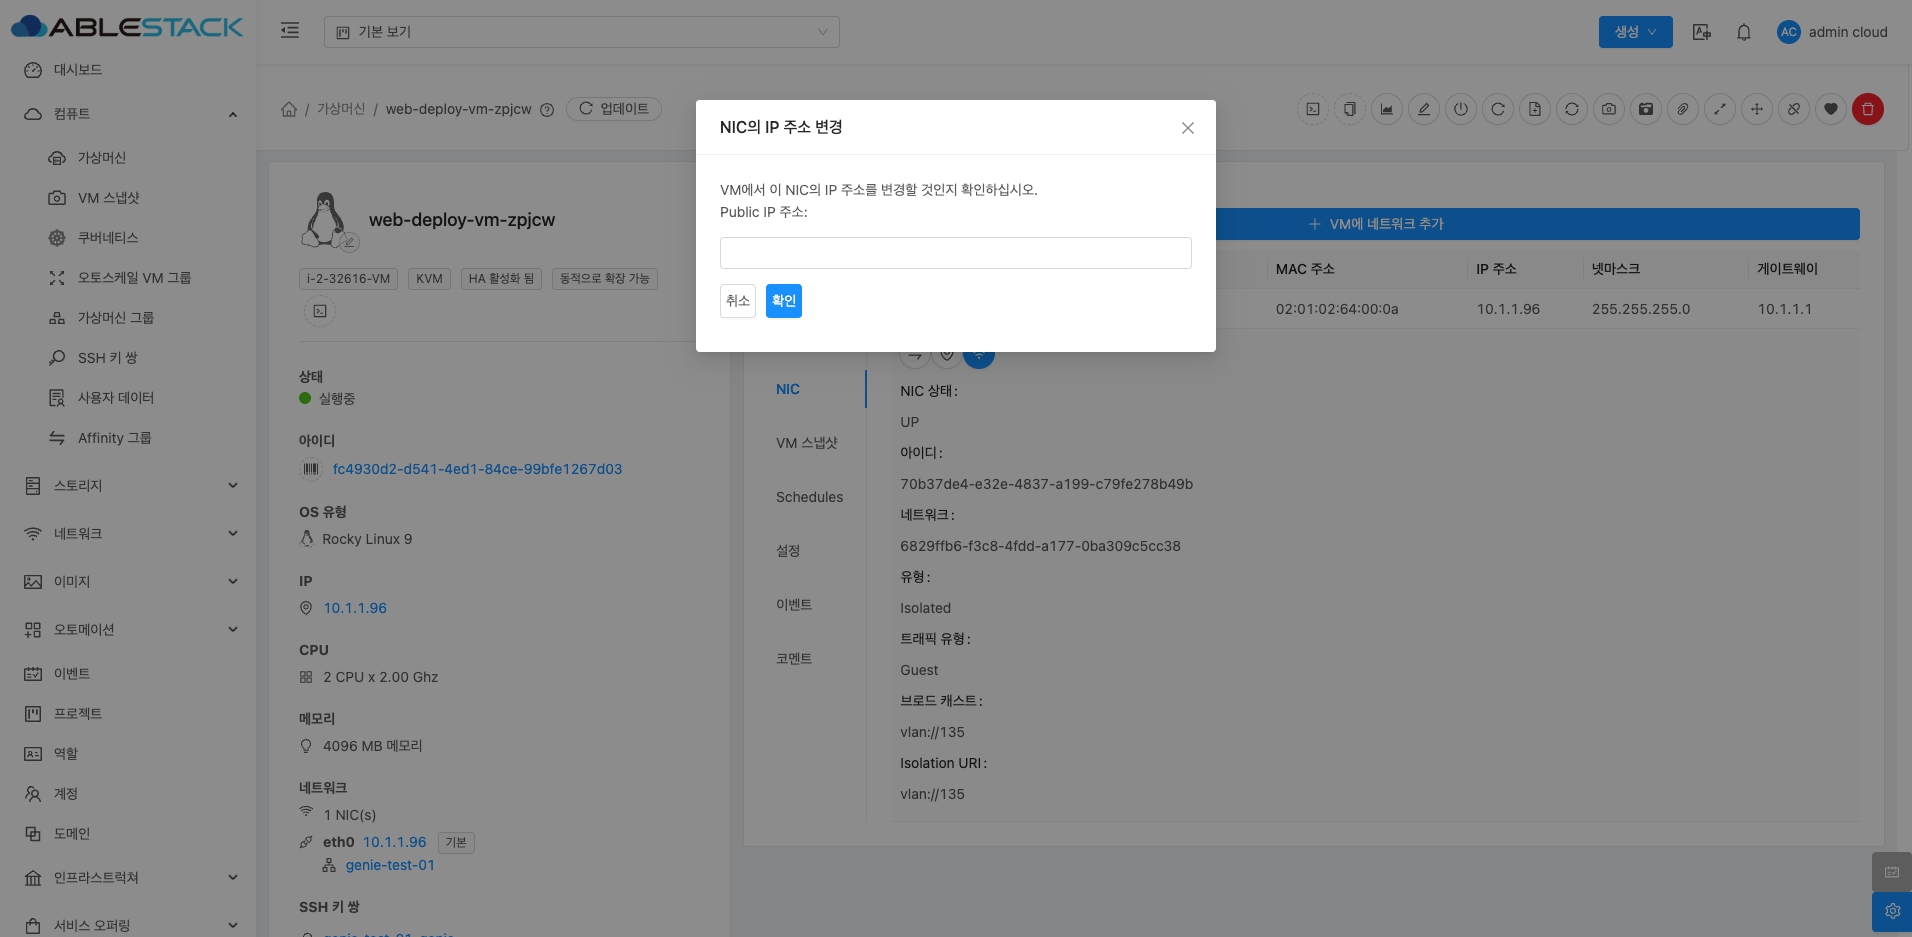 ABLESTACK
기본 보기
생성
AC
admin cloud
대시보드
컴퓨트
가상머신
VM 스냅샷
쿠버네티스
오토스케일 VM 그룹
가상머신 그룹
SSH 키 쌍
사용자 데이터
Affinity 그룹
스토리지
네트워크
이미지
오토메이션
이벤트
프로젝트
역할
계정
도메인
인프라스트럭쳐
서비스 오퍼링
/ 가상머신 / web-deploy-vm-zpjcw
업데이트
web-deploy-vm-zpjcw
i-2-32616-VM
KVM
HA 활성화 됨
동적으로 확장 가능
상태
실행중
아이디
fc4930d2-d541-4ed1-84ce-99bfe1267d03
OS 유형
Rocky Linux 9
IP
10.1.1.96
CPU
2 CPU x 2.00 Ghz
메모리
4096 MB 메모리
네트워크
1 NIC(s)
eth0 10.1.1.96 기본
genie-test-01
SSH 키 쌍
NIC의 IP 주소 변경
VM에서 이 NIC의 IP 주소를 변경할 것인지 확인하십시오.
Public IP 주소:
취소
확인
VM에 네트워크 추가
MAC 주소
IP 주소
넷마스크
게이트웨이
02:01:02:64:00:0a
10.1.1.96
255.255.255.0
10.1.1.1
NIC
VM 스냅샷
Schedules
설정
이벤트
코멘트
NIC 상태:
UP
아이디:
70b37de4-e32e-4837-a199-c79fe278b49b
네트워크:
6829ffb6-f3c8-4fdd-a177-0ba309c5cc38
유형:
Isolated
트래픽 유형:
Guest
브로드 캐스트:
vlan://135
Isolation URI:
vlan://135